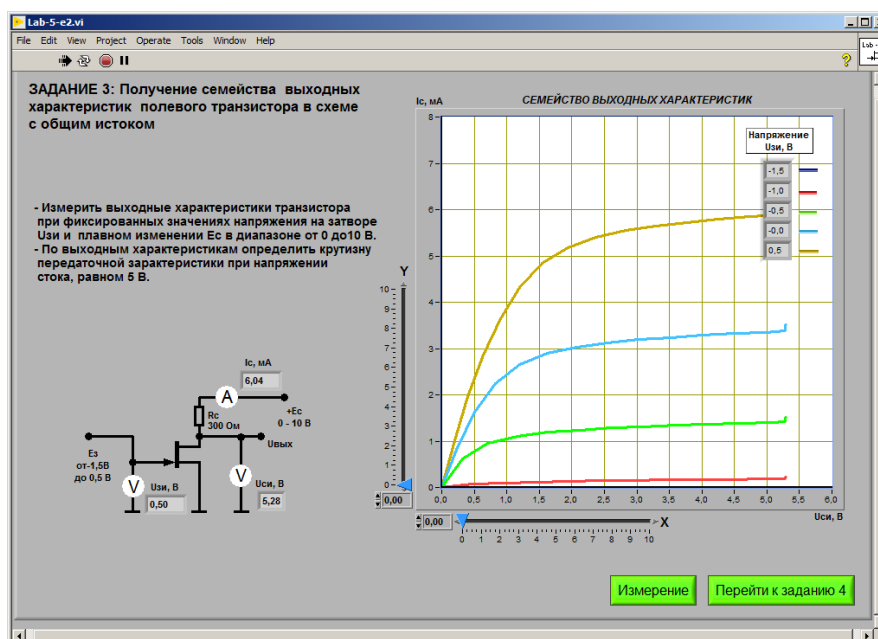 Lab-5-e2.vi
File Edit View Project Operate Tools Window Help
Lab -
ЗАДАНИЕ 3: Получение семейства выходных
характеристик полевого транзистора в схеме
с общим истоком
- Измерить выходные характеристики транзистора
при фиксированных значениях напряжения на затворе
Uзи и плавном изменении Ес в диапазоне от 0 до10 В.
- По выходным характеристикам определить крутизну
передаточной зарактеристики при напряжении
стока, равном 5 В.
Ic, мА
СЕМЕЙСТВО ВЫХОДНЫХ ХАРАКТЕРИСТИК
Напряжение
Uзи, В
-1,5
-1,0
-0,5
-0,0
0,5
8
7
6
5
4
3
2
1
0
0,0 0,5 1,0 1,5 2,0 2,5 3,0 3,5 4,0 4,5 5,0 5,5 6,0
Uси, В
Y
10
9
8
7
6
5
4
3
2
1
0
0,00
0,00
X
0 1 2 3 4 5 6 7 8 9 10
Ic, мА
6,04
A
Rc
300 Ом
+Ec
0 - 10 В
Uвых
Ез
от-1,5В
до 0,5 В
V
Uзи, В
0,50
V
Uси, В
5,28
Измерение
Перейти к заданию 4